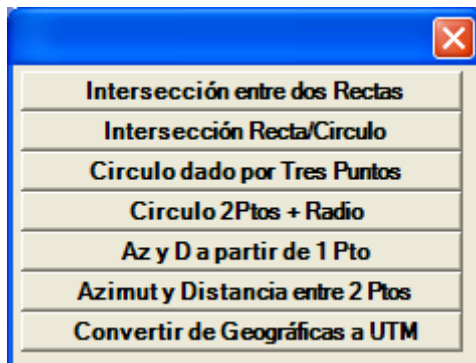 Intersección entre dos Rectas
Intersección Recta/Circulo
Circulo dado por Tres Puntos
Circulo 2Ptos + Radio
Az y D a partir de 1 Pto
Azimut y Distancia entre 2 Ptos
Convertir de Geográficas a UTM